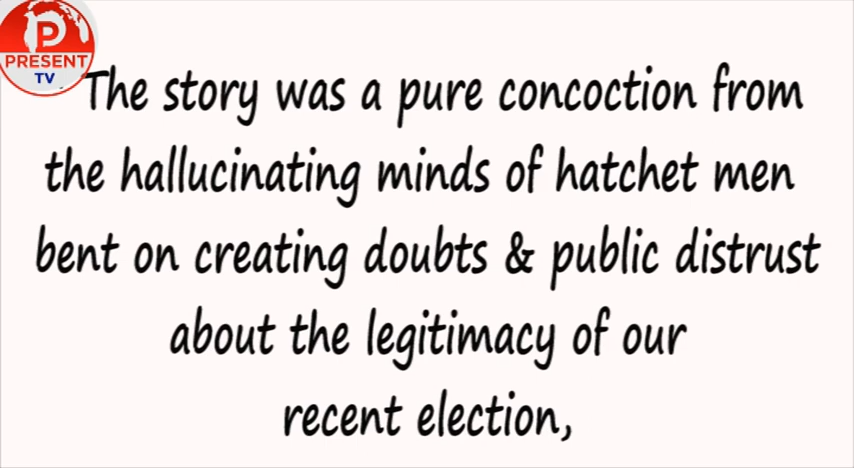 PRESENT
TV
The story was a pure concoction from
the hallucinating minds of hatchet men
bent on creating doubts & public distrust
about the legitimacy of our
recent election,